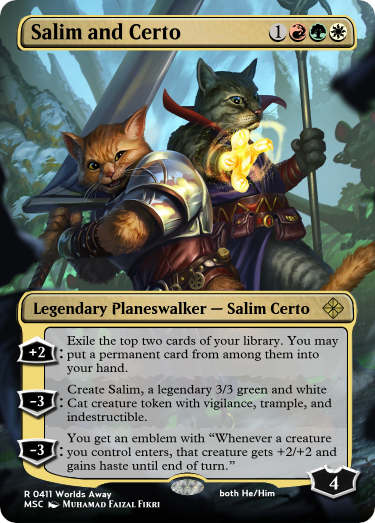 Salim and Certo 1
Legendary Planeswalker — Salim Certo
+2: Exile the top two cards of your library. You may
put a permanent card from among them into
your hand.
−3: Create Salim, a legendary 3/3 green and white
Cat creature token with vigilance, trample, and
indestructible.
−3: You get an emblem with “Whenever a creature
you control enters, that creature gets +2/+2 and
gains haste until end of turn.”
4
R 0411 Worlds Away both He/Him
MSC Muhamad Faizal Fikri